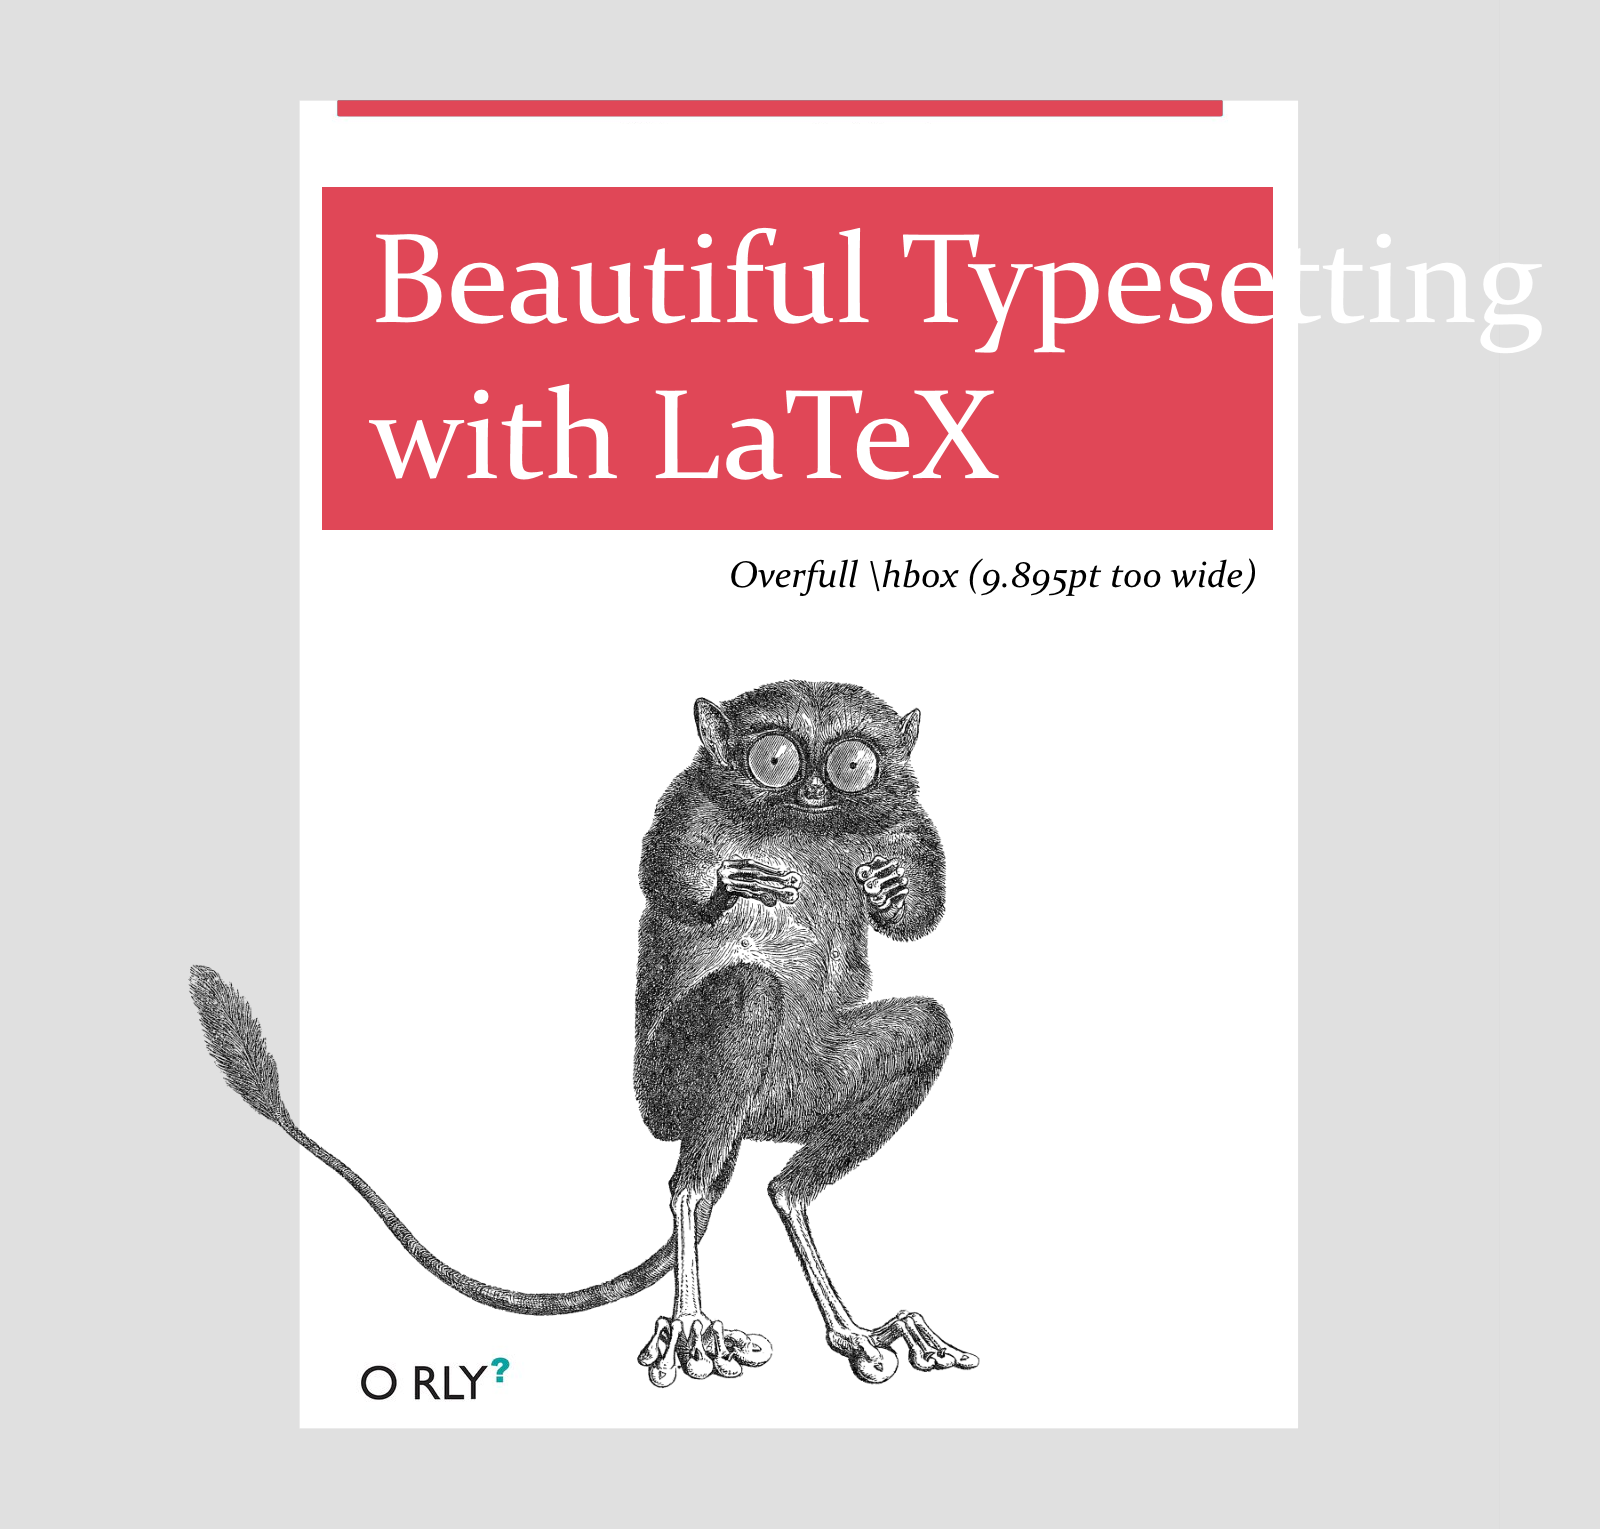 Beautiful Typesetting
with LaTeX
Overfull \hbox (9.895pt too wide)
O RLY?